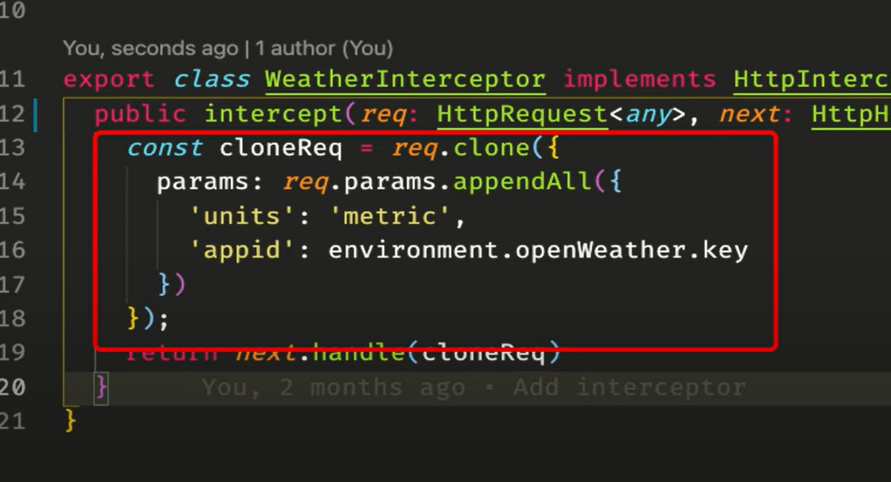 10
You, seconds ago | 1 author (You)
11 export class WeatherInterceptor implements HttpInterc
12 public intercept(req: HttpRequest<any>, next: HttpH
13 const cloneReq = req.clone({
14 params: req.params.appendAll({
15 'units': 'metric',
16 'appid': environment.openWeather.key
17 })
18 });
19 return next.handle(cloneReq)
20 } You, 2 months ago • Add interceptor
21 }